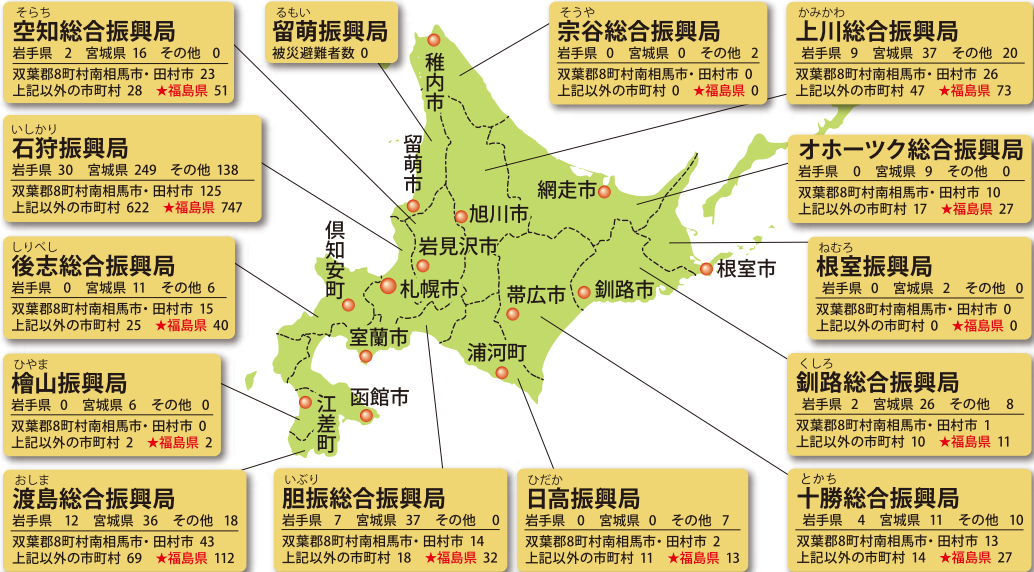 そらち
空知総合振興局
岩手県 2 宮城県 16 その他 0
双葉郡8町村南相馬市・田村市 23
上記以外の市町村 28 ★福島県 51
るもい
留萌振興局
被災避難者数 0
そうや
宗谷総合振興局
岩手県 0 宮城県 0 その他 2
双葉郡8町村南相馬市・田村市 0
上記以外の市町村 0 ★福島県 0
かみかわ
上川総合振興局
岩手県 9 宮城県 37 その他 20
双葉郡8町村南相馬市・田村市 26
上記以外の市町村 47 ★福島県 73
いしかり
石狩振興局
岩手県 30 宮城県 249 その他 138
双葉郡8町村南相馬市・田村市 125
上記以外の市町村 622 ★福島県 747
オホーツク総合振興局
岩手県 0 宮城県 9 その他 0
双葉郡8町村南相馬市・田村市 10
上記以外の市町村 17 ★福島県 27
しりべし
後志総合振興局
岩手県 0 宮城県 11 その他 6
双葉郡8町村南相馬市・田村市 15
上記以外の市町村 25 ★福島県 40
ねむろ
根室振興局
岩手県 0 宮城県 2 その他 0
双葉郡8町村南相馬市・田村市 0
上記以外の市町村 0 ★福島県 0
ひやま
檜山振興局
岩手県 0 宮城県 6 その他 0
双葉郡8町村南相馬市・田村市 0
上記以外の市町村 2 ★福島県 2
くしろ
釧路総合振興局
岩手県 2 宮城県 26 その他 8
双葉郡8町村南相馬市・田村市 1
上記以外の市町村 10 ★福島県 11
おしま
渡島総合振興局
岩手県 12 宮城県 36 その他 18
双葉郡8町村南相馬市・田村市 43
上記以外の市町村 69 ★福島県 112
いぶり
胆振総合振興局
岩手県 7 宮城県 37 その他 0
双葉郡8町村南相馬市・田村市 14
上記以外の市町村 18 ★福島県 32
ひだか
日高振興局
岩手県 0 宮城県 0 その他 7
双葉郡8町村南相馬市・田村市 2
上記以外の市町村 11 ★福島県 13
とかち
十勝総合振興局
岩手県 4 宮城県 11 その他 10
双葉郡8町村南相馬市・田村市 13
上記以外の市町村 14 ★福島県 27
稚内市
留萌市
網走市
旭川市
倶知安町
岩見沢市
根室市
札幌市
帯広市
釧路市
室蘭市
浦河町
江差町
函館市